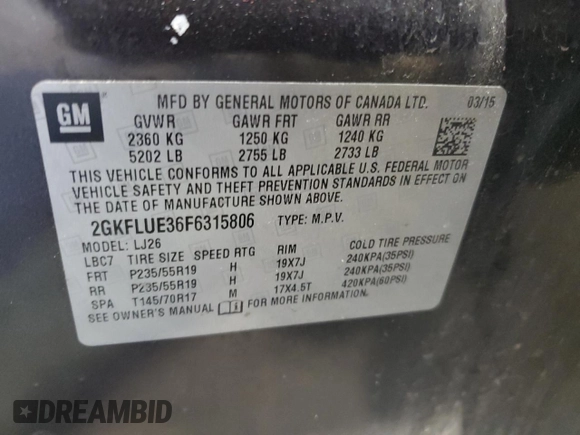 GM
MFD BY GENERAL MOTORS OF CANADA LTD. 03/15
GVWR GAWR FRT GAWR RR
2360 KG 1250 KG 1240 KG
5202 LB 2755 LB 2733 LB
THIS VEHICLE CONFORMS TO ALL APPLICABLE U.S. FEDERAL MOTOR
VEHICLE SAFETY AND THEFT PREVENTION STANDARDS IN EFFECT ON
THE DATE OF MANUFACTURE SHOWN ABOVE.
2GKFLUE36F6315806 TYPE: M.P.V.
MODEL: LJ26
LBC7 TIRE SIZE SPEED RTG RIM COLD TIRE PRESSURE
FRT P235/55R19 H 19X7J 240KPA(35PSI)
RR P235/55R19 H 19X7J 240KPA(35PSI)
SPA T145/70R17 M 17X4.5T 420KPA(60PSI)
SEE OWNER'S MANUAL FOR MORE INFORMATION.
DREAMBID